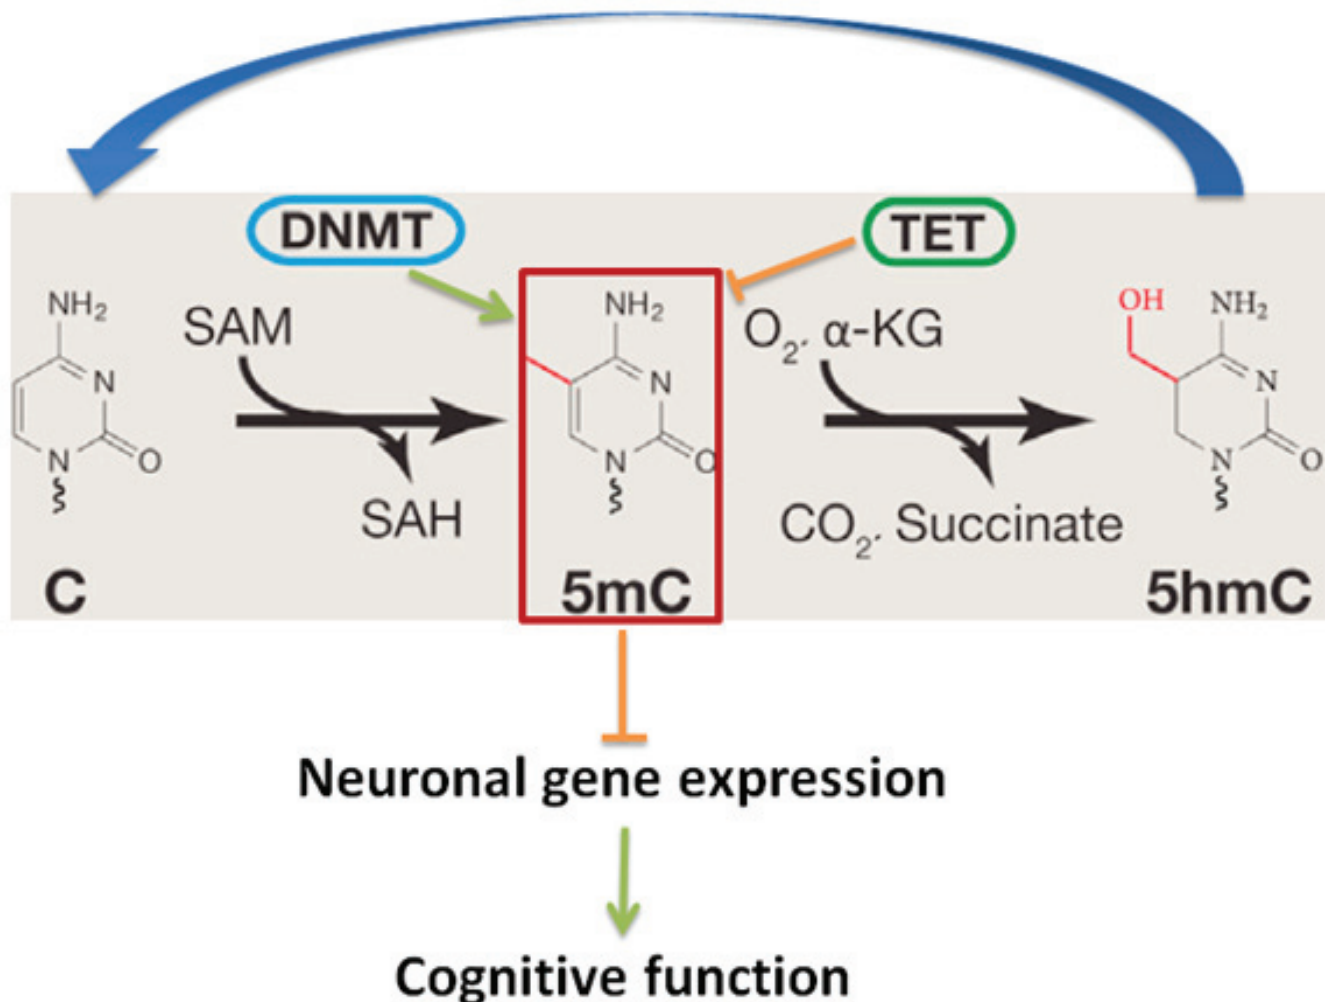 DNMT
TET
NH₂
N
N
O
SAM
SAH
C
NH₂
N
N
O
5mC
O₂, α-KG
CO₂, Succinate
OH
NH₂
N
N
O
5hmC
Neuronal gene expression
Cognitive function